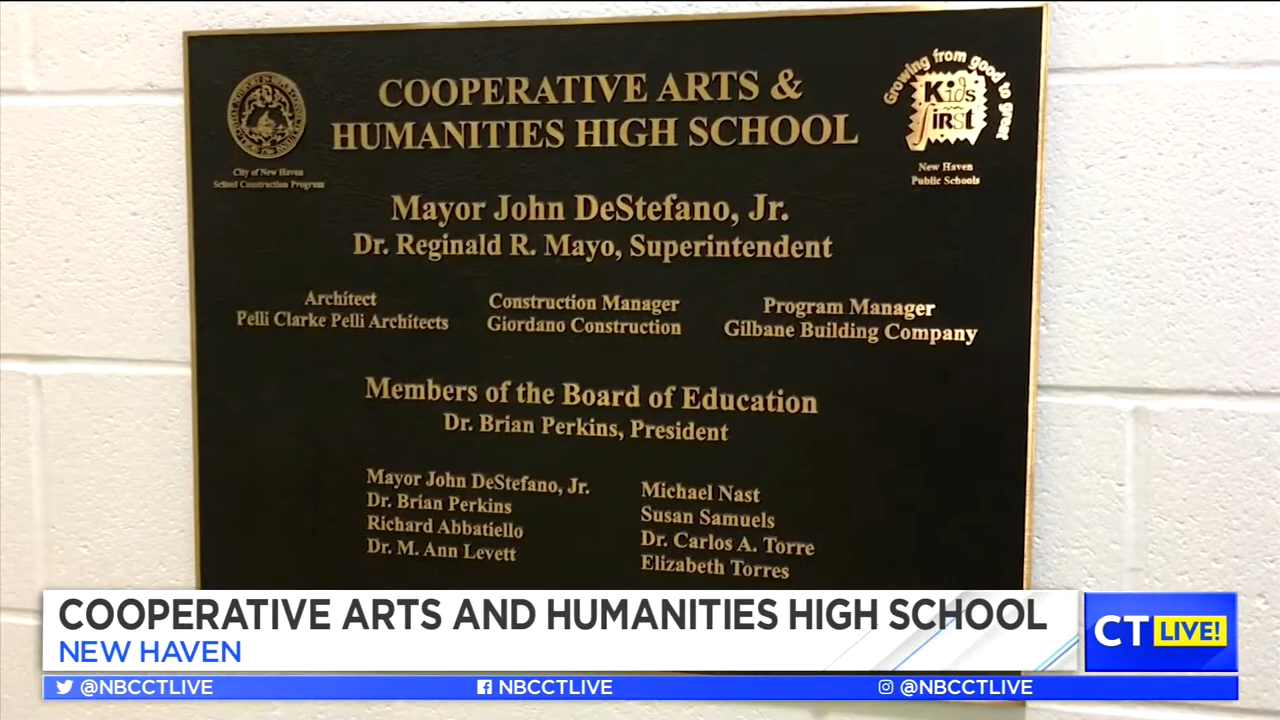 COOPERATIVE ARTS &
HUMANITIES HIGH SCHOOL
City of New Haven
School Construction Program
Growing from good to great
Kids
first
New Haven
Public Schools
Mayor John DeStefano, Jr.
Dr. Reginald R. Mayo, Superintendent
Architect
Pelli Clarke Pelli Architects
Construction Manager
Giordano Construction
Program Manager
Gilbane Building Company
Members of the Board of Education
Dr. Brian Perkins, President
Mayor John DeStefano, Jr.
Dr. Brian Perkins
Richard Abbatiello
Dr. M. Ann Levett
Michael Nast
Susan Samuels
Dr. Carlos A. Torre
Elizabeth Torres
COOPERATIVE ARTS AND HUMANITIES HIGH SCHOOL
NEW HAVEN
CT LIVE!
@NBCCTLIVE
NBCCTLIVE
@NBCCTLIVE